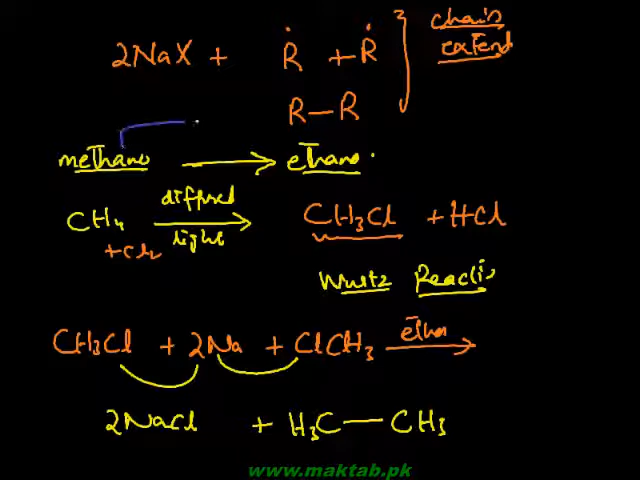 2NaX + Ṙ + Ṙ } chain extend
R—R
methane ⟶ ethane.
CH4 + Cl2 diffused light ⟶ CH3Cl + HCl
Wurtz Reactin
CH3Cl + 2Na + ClCH3 ether ⟶
2NaCl + H3C—CH3
www.maktab.pk